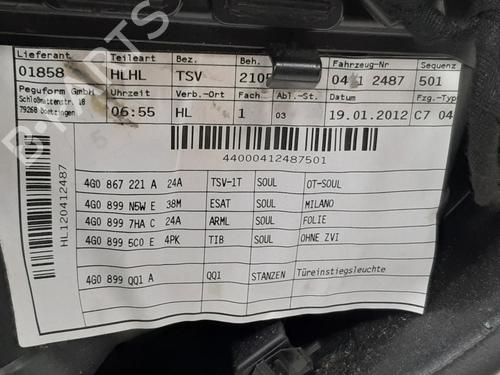 Lieferant Teileart Bez. Beh. Fahrzeug-Nr Sequenz
01858 HLHL TSV 2487 501
Peguform GmbH Uhrzeit Verb.-Ort Fach Abl.-St. Datum Fzg.-Typ
Schloßmattenstr. 18
79268 Boetzingen 06:55 HL 1 03 19.01.2012 C7 04
44000412487501
HL120412487
4G0 867 221 A 24A TSV-1T SOUL OT-SOUL
4G0 899 N5W E 38M ESAT SOUL MILANO
4G0 899 7HA C 24A ARML SOUL FOLIE
4G0 899 5C0 E 4PK TIB SOUL OHNE ZVI
4G0 899 QQ1 A QQ1 STANZEN Türeinstiegsleuchte